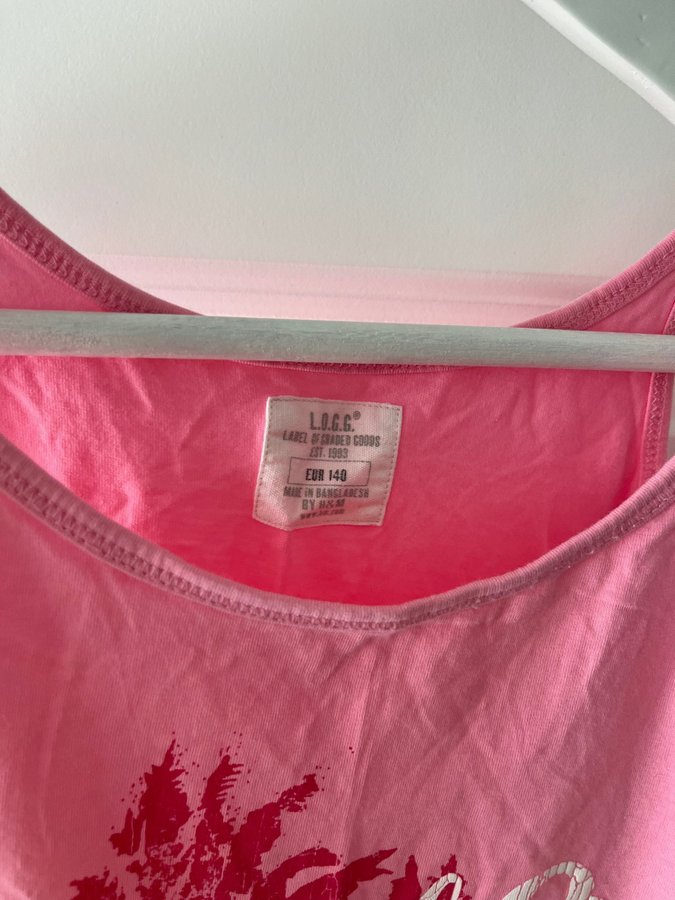 L.O.G.G.®
LABEL OF GRADED GOODS
EST. 1993
EUR 140
MADE IN BANGLADESH
BY H&M